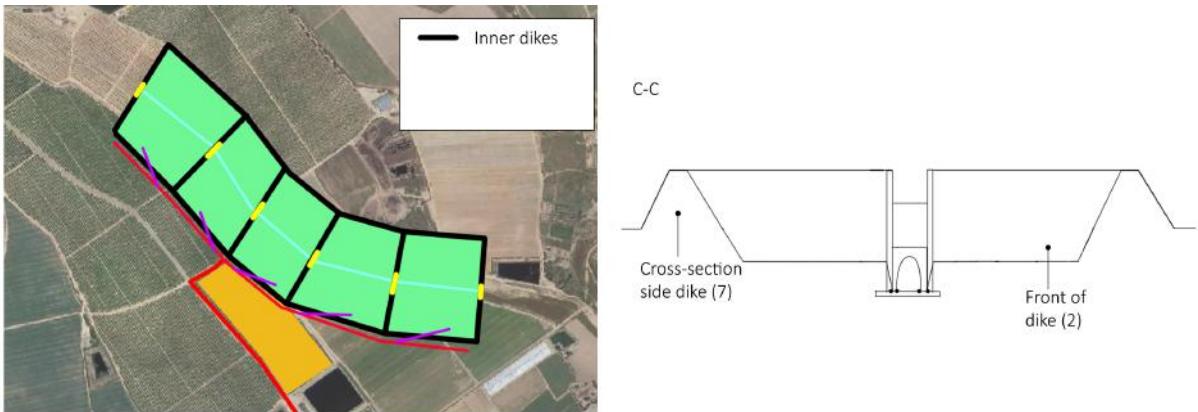 Inner dikes
C-C
Cross-section
side dike (7)
Front of
dike (2)